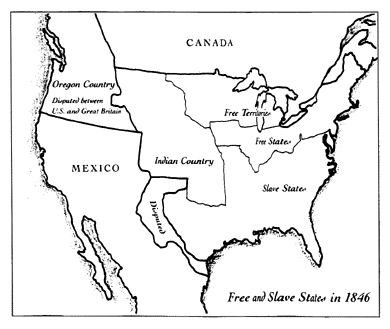 CANADA
Oregon Country
Disputed between
U.S. and Great Britain
Free Territories
Free States
MEXICO
Indian Country
Slave States
Disputed
Free and Slave States in 1846